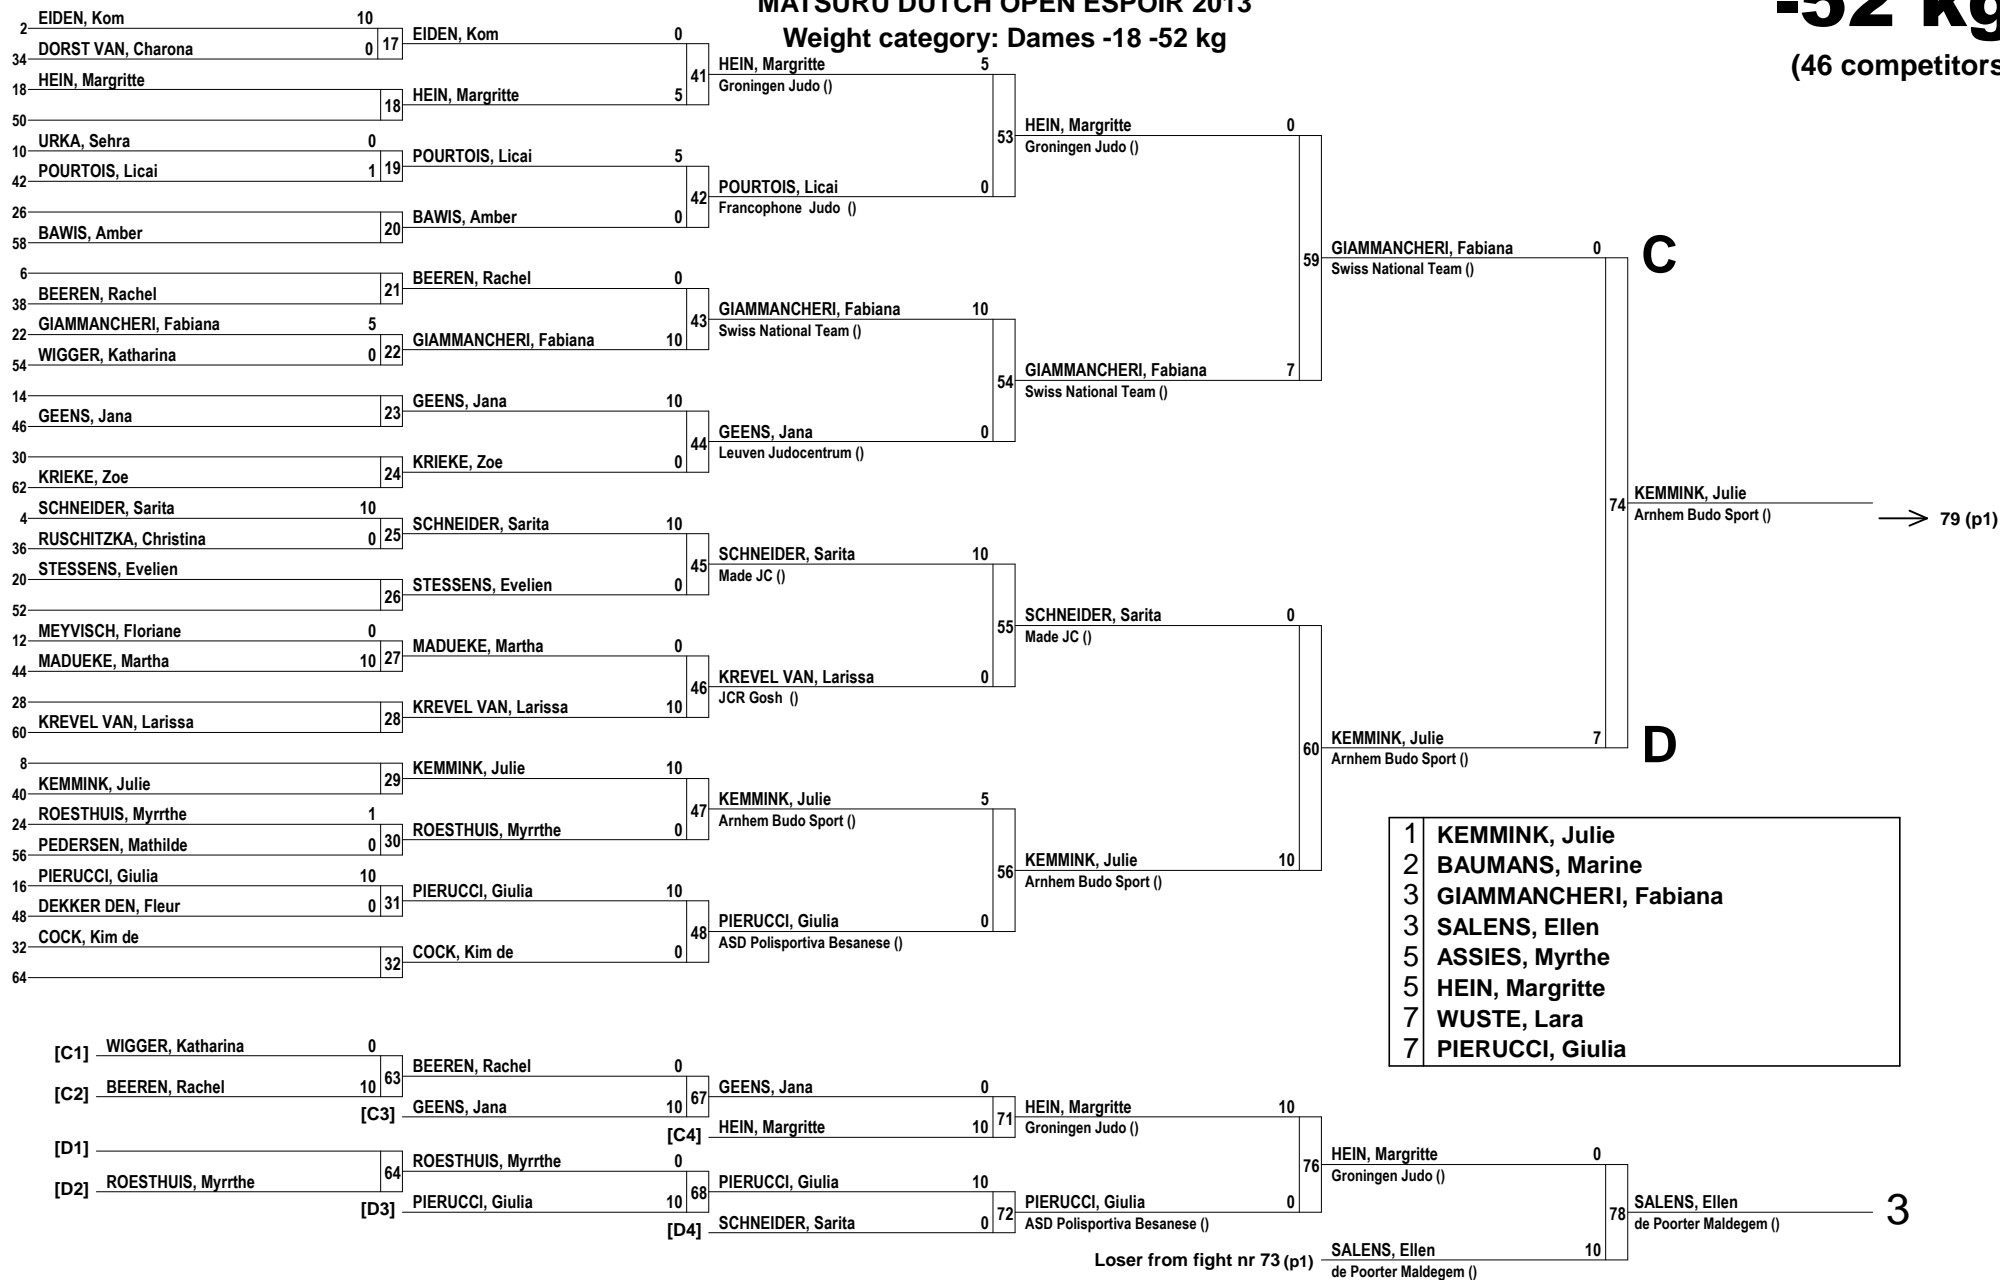 MATSURU DUTCH OPEN ESPOIR 2013
Weight category: Dames -18 -52 kg
-52 kg
(46 competitors
2 EIDEN, Kom 10
34 DORST VAN, Charona 0 17
18 HEIN, Margritte
50 18
10 URKA, Sehra 0
42 POURTOIS, Licai 1 19
26
58 BAWIS, Amber 20
6
38 BEEREN, Rachel 21
22 GIAMMANCHERI, Fabiana 5
54 WIGGER, Katharina 0 22
14
46 GEENS, Jana 23
30
62 KRIEKE, Zoe 24
4 SCHNEIDER, Sarita 10
36 RUSCHITZKA, Christina 0 25
20 STESSENS, Evelien
52 26
12 MEYVISCH, Floriane 0
44 MADUEKE, Martha 10 27
28
60 KREVEL VAN, Larissa 28
8
40 KEMMINK, Julie 29
24 ROESTHUIS, Myrrthe 1
56 PEDERSEN, Mathilde 0 30
16 PIERUCCI, Giulia 10
48 DEKKER DEN, Fleur 0 31
32 COCK, Kim de
64 32
EIDEN, Kom 0
HEIN, Margritte 5 41
POURTOIS, Licai 5
BAWIS, Amber 0 42
BEEREN, Rachel 0
GIAMMANCHERI, Fabiana 10 43
GEENS, Jana 10
KRIEKE, Zoe 0 44
SCHNEIDER, Sarita 10
STESSENS, Evelien 0 45
MADUEKE, Martha 0
KREVEL VAN, Larissa 10 46
KEMMINK, Julie 10
ROESTHUIS, Myrrthe 0 47
PIERUCCI, Giulia 10
COCK, Kim de 0 48
HEIN, Margritte 5
Groningen Judo ()
53
POURTOIS, Licai 0
Francophone Judo ()
GIAMMANCHERI, Fabiana 10
Swiss National Team ()
54
GEENS, Jana 0
Leuven Judocentrum ()
SCHNEIDER, Sarita 10
Made JC ()
55
KREVEL VAN, Larissa 0
JCR Gosh ()
KEMMINK, Julie 5
Arnhem Budo Sport ()
56
PIERUCCI, Giulia 0
ASD Polisportiva Besanese ()
HEIN, Margritte 0
Groningen Judo ()
59
GIAMMANCHERI, Fabiana 7
Swiss National Team ()
SCHNEIDER, Sarita 0
Made JC ()
60
KEMMINK, Julie 10
Arnhem Budo Sport ()
GIAMMANCHERI, Fabiana 0 C
Swiss National Team ()
74
KEMMINK, Julie 7 D
Arnhem Budo Sport ()
KEMMINK, Julie
Arnhem Budo Sport ()
79 (p1)
1 KEMMINK, Julie
2 BAUMANS, Marine
3 GIAMMANCHERI, Fabiana
3 SALENS, Ellen
5 ASSIES, Myrthe
5 HEIN, Margritte
7 WUSTE, Lara
7 PIERUCCI, Giulia
[C1] WIGGER, Katharina 0
[C2] BEEREN, Rachel 10 63
[D1]
[D2] ROESTHUIS, Myrrthe 64
BEEREN, Rachel 0
[C3] GEENS, Jana 10 67
ROESTHUIS, Myrrthe 0
[D3] PIERUCCI, Giulia 10 68
GEENS, Jana 0
[C4] HEIN, Margritte 10 71
PIERUCCI, Giulia 10
[D4] SCHNEIDER, Sarita 0 72
HEIN, Margritte 10
Groningen Judo ()
76
PIERUCCI, Giulia 0
ASD Polisportiva Besanese ()
HEIN, Margritte 0
Groningen Judo ()
78
Loser from fight nr 73 (p1) SALENS, Ellen 10
de Poorter Maldegem ()
SALENS, Ellen 3
de Poorter Maldegem ()